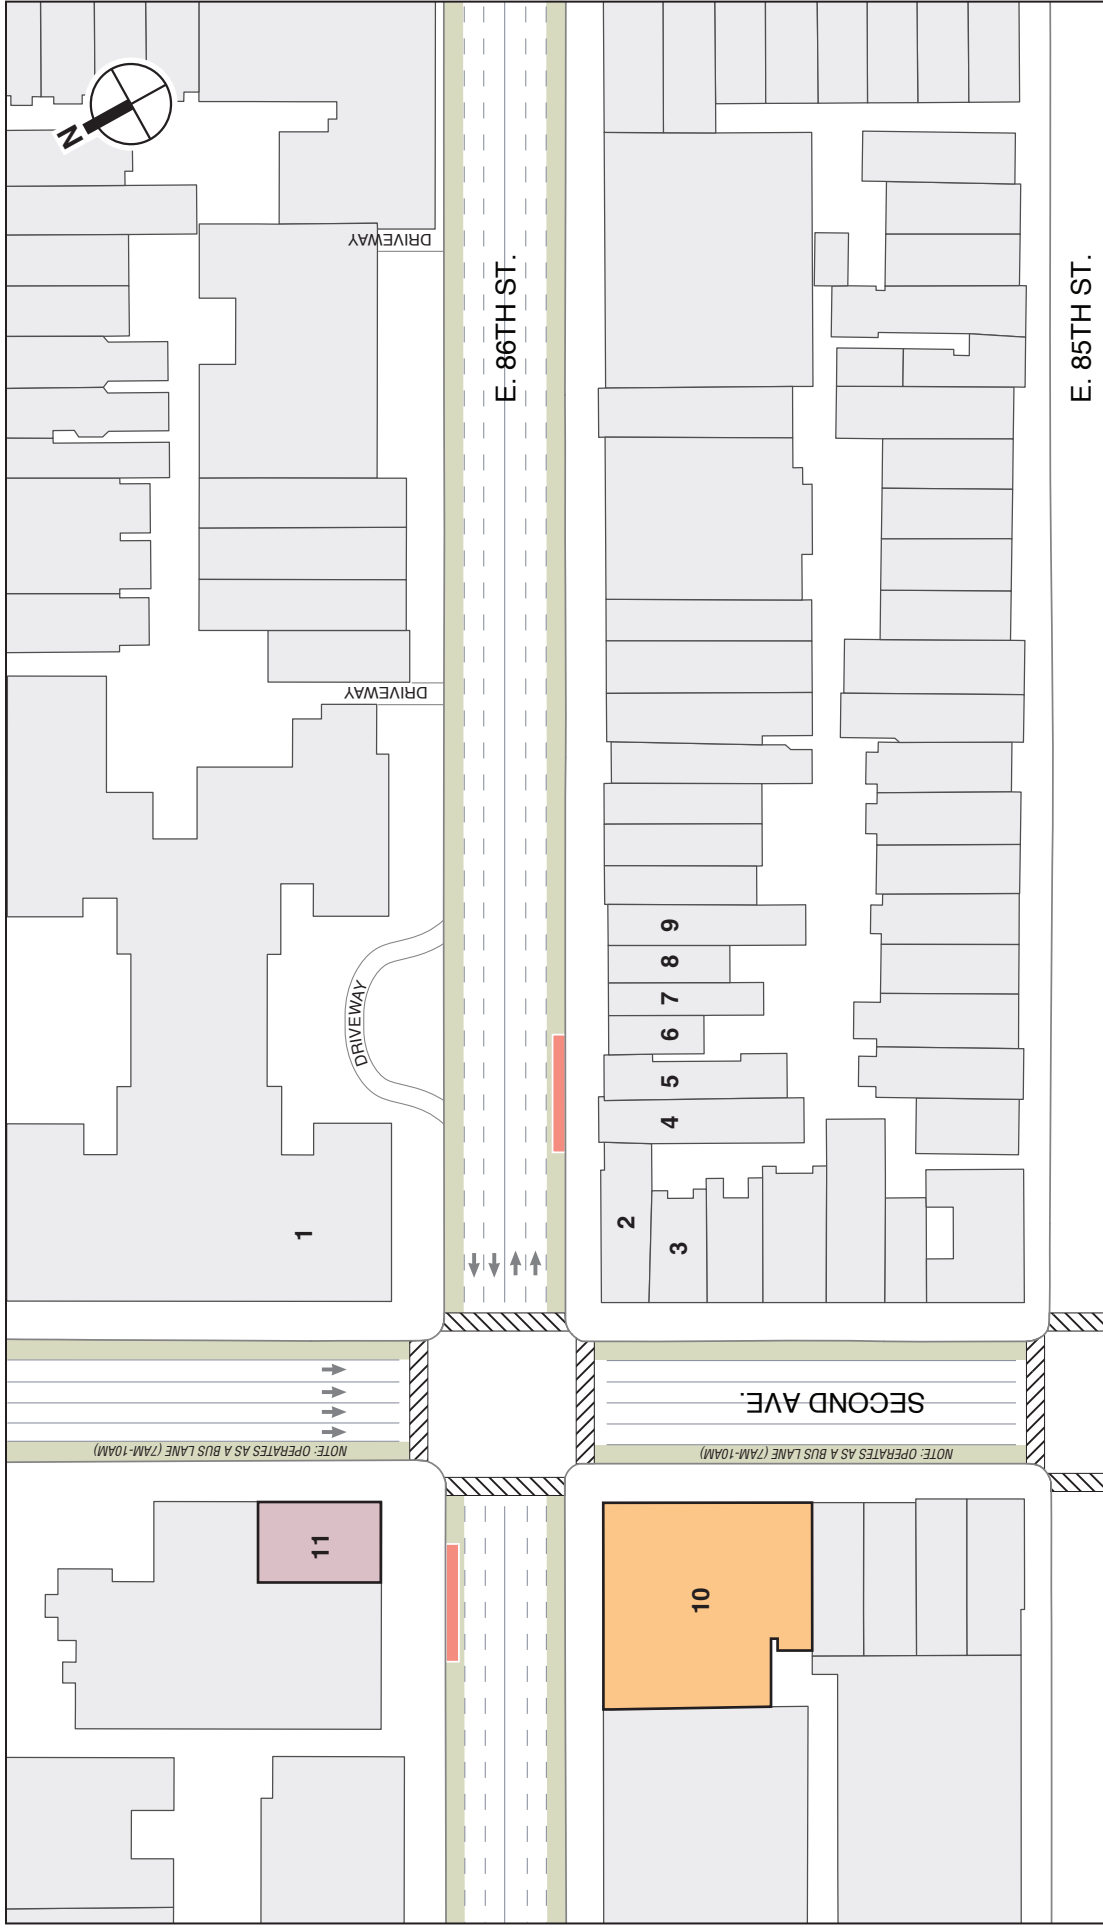 N
DRIVEWAY
E. 86TH ST.
E. 85TH ST.
DRIVEWAY
DRIVEWAY
9
8
7
6
5
4
2
3
1
SECOND AVE.
NOTE: OPERATES AS A BUS LANE (7AM-10AM)
NOTE: OPERATES AS A BUS LANE (7AM-10AM)
11
10